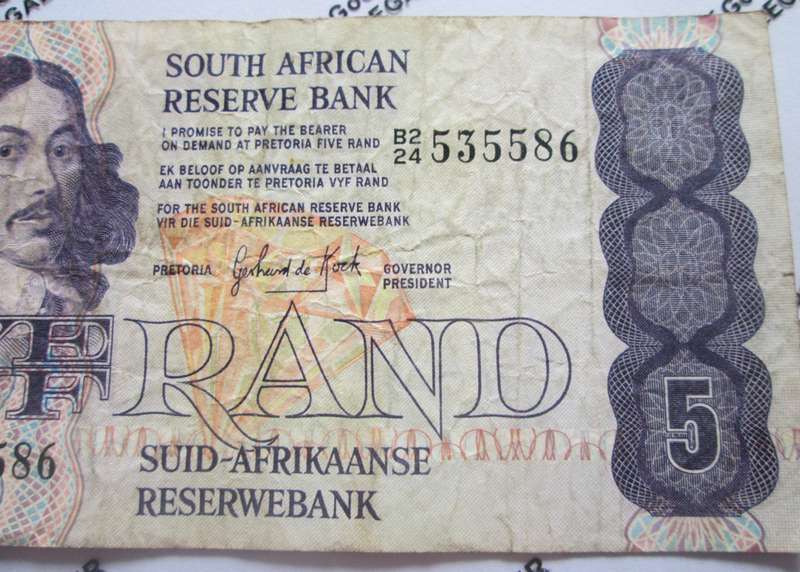 SOUTH AFRICAN
RESERVE BANK
I PROMISE TO PAY THE BEARER
ON DEMAND AT PRETORIA FIVE RAND
B2
24 535586
EK BELOOF OP AANVRAAG TE BETAAL
AAN TOONDER TE PRETORIA VYF RAND
FOR THE SOUTH AFRICAN RESERVE BANK
VIR DIE SUID-AFRIKAANSE RESERWEBANK
PRETORIA Gerhard de Kock GOVERNOR
PRESIDENT
RAND
5
586
SUID-AFRIKAANSE
RESERWEBANK